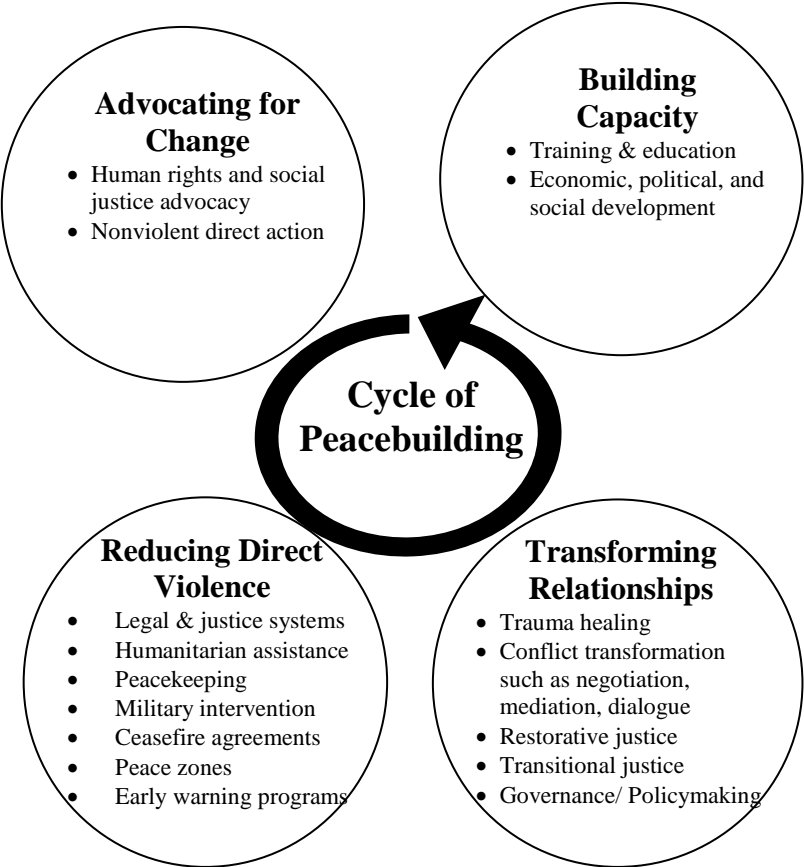 Advocating for
Change
• Human rights and social
justice advocacy
• Nonviolent direct action
Building
Capacity
• Training & education
• Economic, political, and
social development
Cycle of
Peacebuilding
Reducing Direct
Violence
• Legal & justice systems
• Humanitarian assistance
• Peacekeeping
• Military intervention
• Ceasefire agreements
• Peace zones
• Early warning programs
Transforming
Relationships
• Trauma healing
• Conflict transformation
such as negotiation,
mediation, dialogue
• Restorative justice
• Transitional justice
• Governance/ Policymaking